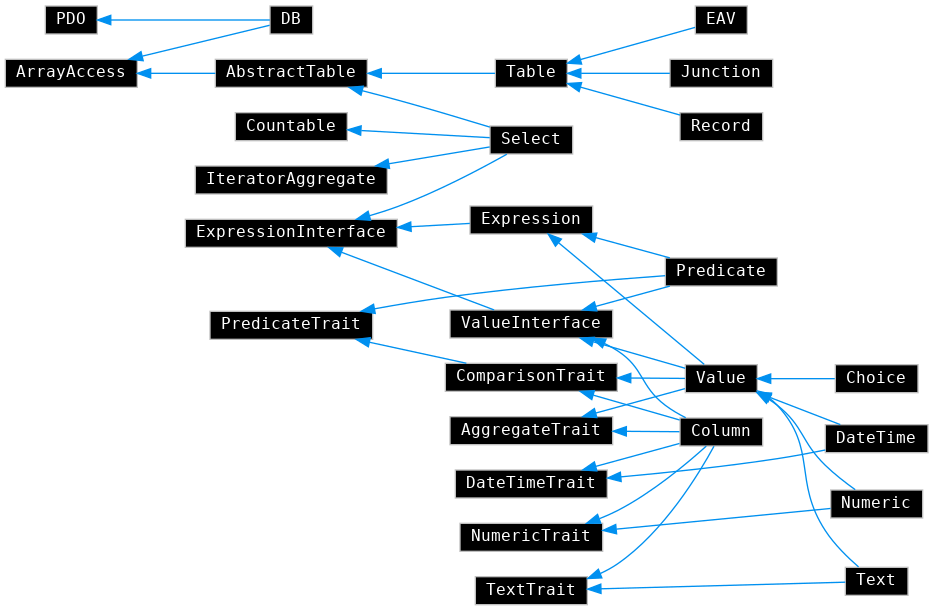 PDO
DB
EAV
ArrayAccess
AbstractTable
Table
Junction
Countable
Select
Record
IteratorAggregate
ExpressionInterface
Expression
Predicate
PredicateTrait
ValueInterface
ComparisonTrait
Value
Choice
AggregateTrait
Column
DateTime
DateTimeTrait
Numeric
NumericTrait
TextTrait
Text